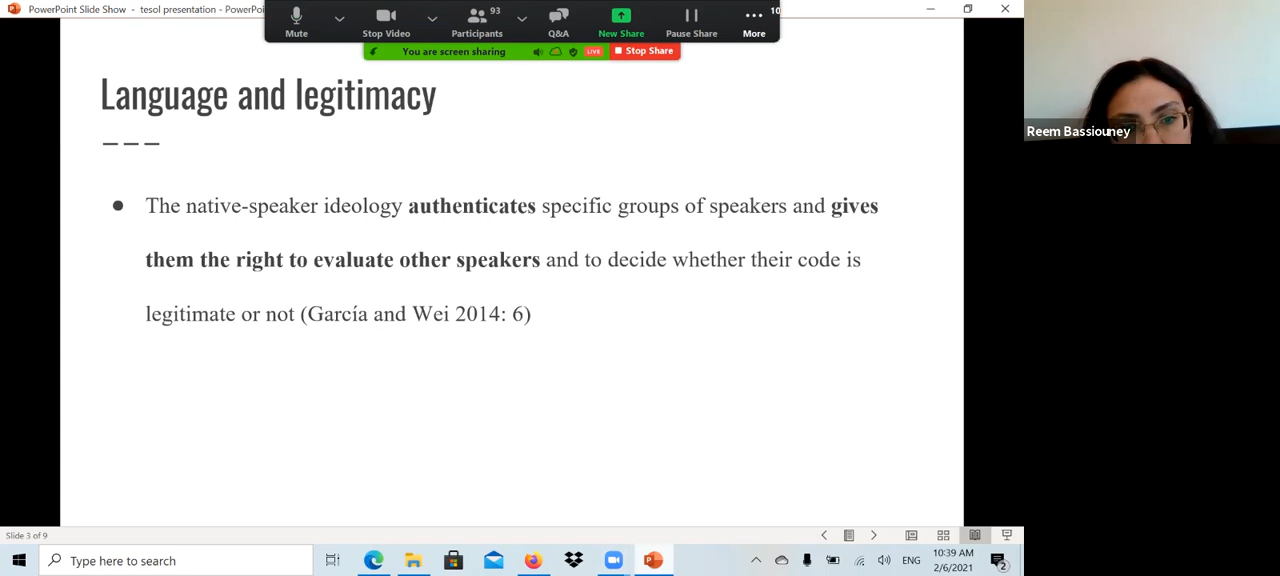 PowerPoint Slide Show - tesol presentation - PowerPoi
93
10
Mute
Stop Video
Participants
Q&A
New Share
Pause Share
More
You are screen sharing
LIVE
Stop Share
Language and legitimacy
The native-speaker ideology authenticates specific groups of speakers and gives
them the right to evaluate other speakers and to decide whether their code is
legitimate or not (García and Wei 2014: 6)
Reem Bassiouney
Slide 3 of 9
Type here to search
ENG
10:39 AM
2/6/2021
2